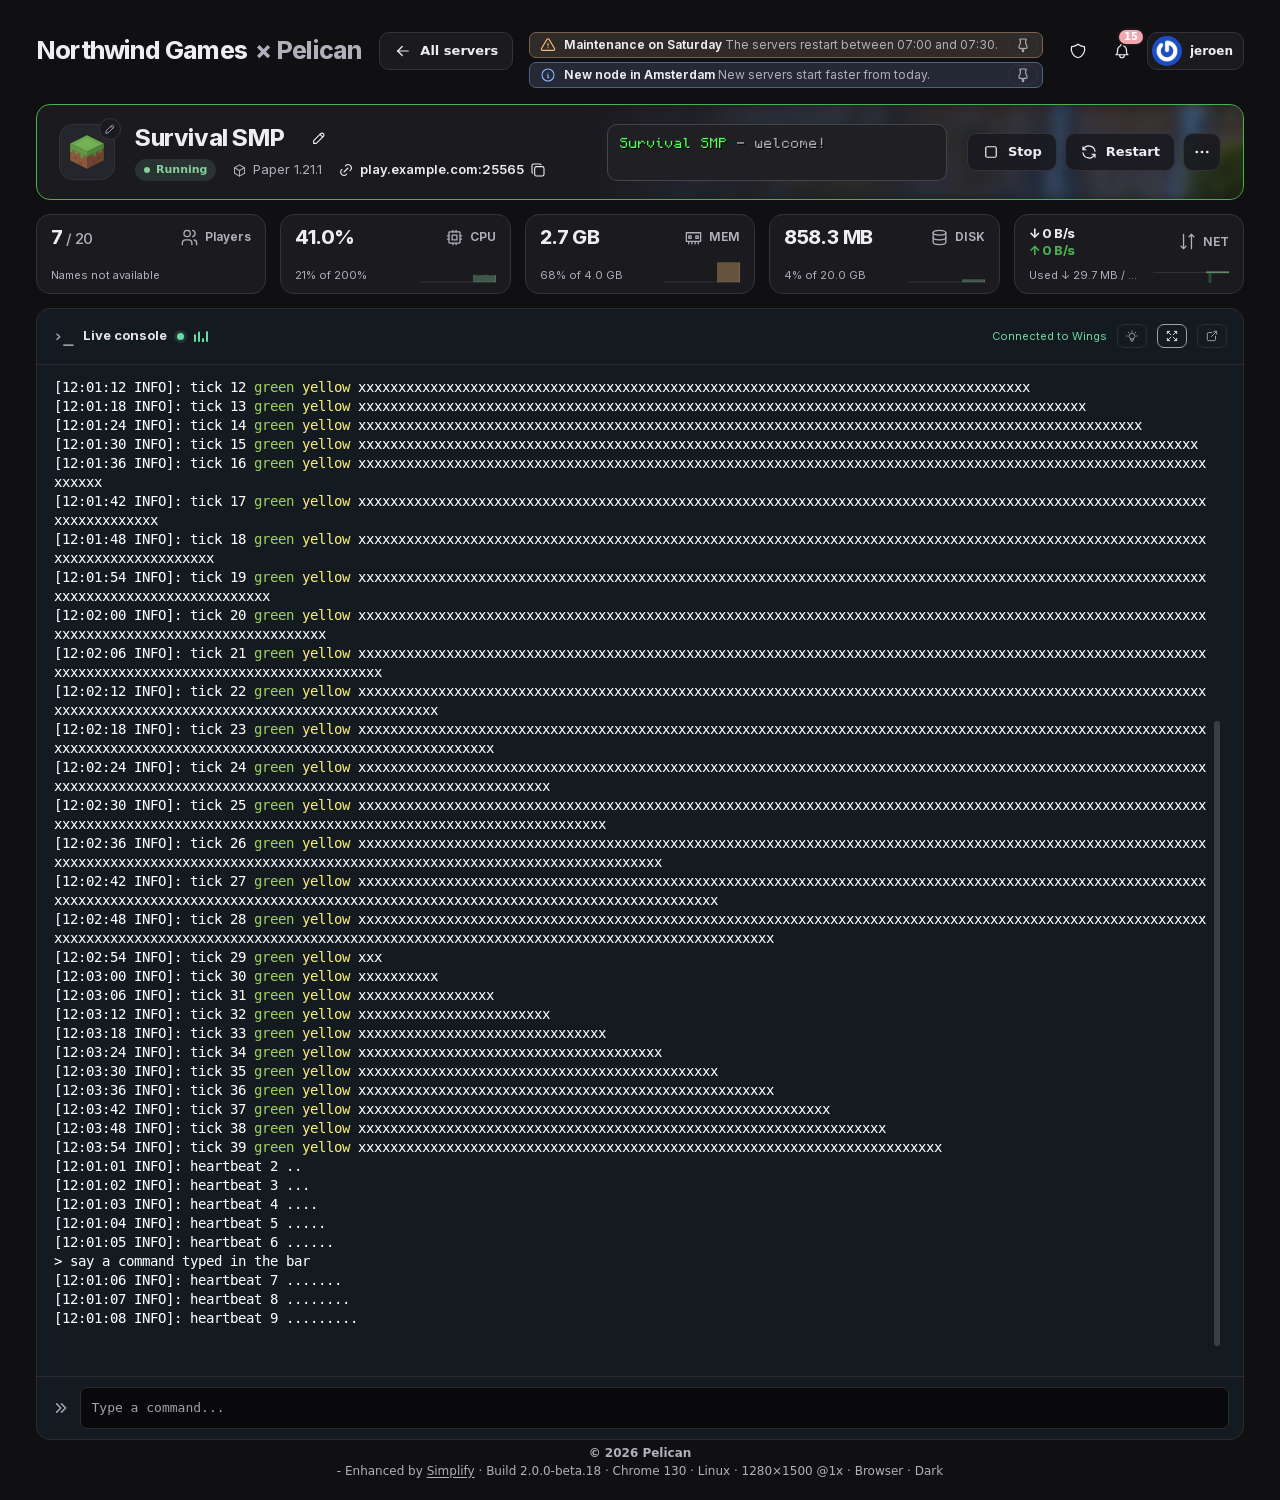 Northwind Games × Pelican
All servers
Maintenance on Saturday The servers restart between 07:00 and 07:30.
New node in Amsterdam New servers start faster from today.
15
jeroen
Survival SMP
Running
Paper 1.21.1
play.example.com:25565
Survival SMP - welcome!
Stop
Restart
7 / 20
Players
Names not available
41.0%
CPU
21% of 200%
2.7 GB
MEM
68% of 4.0 GB
858.3 MB
DISK
4% of 20.0 GB
↓ 0 B/s
↑ 0 B/s
NET
Used ↓ 29.7 MB / ...
Live console
Connected to Wings
[12:01:12 INFO]: tick 12 green yellow xxxxxxxxxxxxxxxxxxxxxxxxxxxxxxxxxxxxxxxxxxxxxxxxxxxxxxxxxxxxxxxxxxxxxxxxxxxxxxxxxxxx
[12:01:18 INFO]: tick 13 green yellow xxxxxxxxxxxxxxxxxxxxxxxxxxxxxxxxxxxxxxxxxxxxxxxxxxxxxxxxxxxxxxxxxxxxxxxxxxxxxxxxxxxxxxxxxxx
[12:01:24 INFO]: tick 14 green yellow xxxxxxxxxxxxxxxxxxxxxxxxxxxxxxxxxxxxxxxxxxxxxxxxxxxxxxxxxxxxxxxxxxxxxxxxxxxxxxxxxxxxxxxxxxxxxxxxxx
[12:01:30 INFO]: tick 15 green yellow xxxxxxxxxxxxxxxxxxxxxxxxxxxxxxxxxxxxxxxxxxxxxxxxxxxxxxxxxxxxxxxxxxxxxxxxxxxxxxxxxxxxxxxxxxxxxxxxxxxxxxxxx
[12:01:36 INFO]: tick 16 green yellow xxxxxxxxxxxxxxxxxxxxxxxxxxxxxxxxxxxxxxxxxxxxxxxxxxxxxxxxxxxxxxxxxxxxxxxxxxxxxxxxxxxxxxxxxxxxxxxxxxxxxxxxxx
xxxxxx
[12:01:42 INFO]: tick 17 green yellow xxxxxxxxxxxxxxxxxxxxxxxxxxxxxxxxxxxxxxxxxxxxxxxxxxxxxxxxxxxxxxxxxxxxxxxxxxxxxxxxxxxxxxxxxxxxxxxxxxxxxxxxxx
xxxxxxxxxxxxx
[12:01:48 INFO]: tick 18 green yellow xxxxxxxxxxxxxxxxxxxxxxxxxxxxxxxxxxxxxxxxxxxxxxxxxxxxxxxxxxxxxxxxxxxxxxxxxxxxxxxxxxxxxxxxxxxxxxxxxxxxxxxxxx
xxxxxxxxxxxxxxxxxxxx
[12:01:54 INFO]: tick 19 green yellow xxxxxxxxxxxxxxxxxxxxxxxxxxxxxxxxxxxxxxxxxxxxxxxxxxxxxxxxxxxxxxxxxxxxxxxxxxxxxxxxxxxxxxxxxxxxxxxxxxxxxxxxxx
xxxxxxxxxxxxxxxxxxxxxxxxxxx
[12:02:00 INFO]: tick 20 green yellow xxxxxxxxxxxxxxxxxxxxxxxxxxxxxxxxxxxxxxxxxxxxxxxxxxxxxxxxxxxxxxxxxxxxxxxxxxxxxxxxxxxxxxxxxxxxxxxxxxxxxxxxxx
xxxxxxxxxxxxxxxxxxxxxxxxxxxxxxxxxx
[12:02:06 INFO]: tick 21 green yellow xxxxxxxxxxxxxxxxxxxxxxxxxxxxxxxxxxxxxxxxxxxxxxxxxxxxxxxxxxxxxxxxxxxxxxxxxxxxxxxxxxxxxxxxxxxxxxxxxxxxxxxxxx
xxxxxxxxxxxxxxxxxxxxxxxxxxxxxxxxxxxxxxxxx
[12:02:12 INFO]: tick 22 green yellow xxxxxxxxxxxxxxxxxxxxxxxxxxxxxxxxxxxxxxxxxxxxxxxxxxxxxxxxxxxxxxxxxxxxxxxxxxxxxxxxxxxxxxxxxxxxxxxxxxxxxxxxxx
xxxxxxxxxxxxxxxxxxxxxxxxxxxxxxxxxxxxxxxxxxxxxxxx
[12:02:18 INFO]: tick 23 green yellow xxxxxxxxxxxxxxxxxxxxxxxxxxxxxxxxxxxxxxxxxxxxxxxxxxxxxxxxxxxxxxxxxxxxxxxxxxxxxxxxxxxxxxxxxxxxxxxxxxxxxxxxxx
xxxxxxxxxxxxxxxxxxxxxxxxxxxxxxxxxxxxxxxxxxxxxxxxxxxxxxx
[12:02:24 INFO]: tick 24 green yellow xxxxxxxxxxxxxxxxxxxxxxxxxxxxxxxxxxxxxxxxxxxxxxxxxxxxxxxxxxxxxxxxxxxxxxxxxxxxxxxxxxxxxxxxxxxxxxxxxxxxxxxxxx
xxxxxxxxxxxxxxxxxxxxxxxxxxxxxxxxxxxxxxxxxxxxxxxxxxxxxxxxxxxxxx
[12:02:30 INFO]: tick 25 green yellow xxxxxxxxxxxxxxxxxxxxxxxxxxxxxxxxxxxxxxxxxxxxxxxxxxxxxxxxxxxxxxxxxxxxxxxxxxxxxxxxxxxxxxxxxxxxxxxxxxxxxxxxxx
xxxxxxxxxxxxxxxxxxxxxxxxxxxxxxxxxxxxxxxxxxxxxxxxxxxxxxxxxxxxxxxxxxxxx
[12:02:36 INFO]: tick 26 green yellow xxxxxxxxxxxxxxxxxxxxxxxxxxxxxxxxxxxxxxxxxxxxxxxxxxxxxxxxxxxxxxxxxxxxxxxxxxxxxxxxxxxxxxxxxxxxxxxxxxxxxxxxxx
xxxxxxxxxxxxxxxxxxxxxxxxxxxxxxxxxxxxxxxxxxxxxxxxxxxxxxxxxxxxxxxxxxxxxxxxxxxx
[12:02:42 INFO]: tick 27 green yellow xxxxxxxxxxxxxxxxxxxxxxxxxxxxxxxxxxxxxxxxxxxxxxxxxxxxxxxxxxxxxxxxxxxxxxxxxxxxxxxxxxxxxxxxxxxxxxxxxxxxxxxxxx
xxxxxxxxxxxxxxxxxxxxxxxxxxxxxxxxxxxxxxxxxxxxxxxxxxxxxxxxxxxxxxxxxxxxxxxxxxxxxxxxxxx
[12:02:48 INFO]: tick 28 green yellow xxxxxxxxxxxxxxxxxxxxxxxxxxxxxxxxxxxxxxxxxxxxxxxxxxxxxxxxxxxxxxxxxxxxxxxxxxxxxxxxxxxxxxxxxxxxxxxxxxxxxxxxxx
xxxxxxxxxxxxxxxxxxxxxxxxxxxxxxxxxxxxxxxxxxxxxxxxxxxxxxxxxxxxxxxxxxxxxxxxxxxxxxxxxxxxxxxxxx
[12:02:54 INFO]: tick 29 green yellow xxx
[12:03:00 INFO]: tick 30 green yellow xxxxxxxxxx
[12:03:06 INFO]: tick 31 green yellow xxxxxxxxxxxxxxxxx
[12:03:12 INFO]: tick 32 green yellow xxxxxxxxxxxxxxxxxxxxxxxx
[12:03:18 INFO]: tick 33 green yellow xxxxxxxxxxxxxxxxxxxxxxxxxxxxxxx
[12:03:24 INFO]: tick 34 green yellow xxxxxxxxxxxxxxxxxxxxxxxxxxxxxxxxxxxxxx
[12:03:30 INFO]: tick 35 green yellow xxxxxxxxxxxxxxxxxxxxxxxxxxxxxxxxxxxxxxxxxxxxx
[12:03:36 INFO]: tick 36 green yellow xxxxxxxxxxxxxxxxxxxxxxxxxxxxxxxxxxxxxxxxxxxxxxxxxxxx
[12:03:42 INFO]: tick 37 green yellow xxxxxxxxxxxxxxxxxxxxxxxxxxxxxxxxxxxxxxxxxxxxxxxxxxxxxxxxxxx
[12:03:48 INFO]: tick 38 green yellow xxxxxxxxxxxxxxxxxxxxxxxxxxxxxxxxxxxxxxxxxxxxxxxxxxxxxxxxxxxxxxxxxx
[12:03:54 INFO]: tick 39 green yellow xxxxxxxxxxxxxxxxxxxxxxxxxxxxxxxxxxxxxxxxxxxxxxxxxxxxxxxxxxxxxxxxxxxxxxxxx
[12:01:01 INFO]: heartbeat 2 ..
[12:01:02 INFO]: heartbeat 3 ...
[12:01:03 INFO]: heartbeat 4 ....
[12:01:04 INFO]: heartbeat 5 .....
[12:01:05 INFO]: heartbeat 6 ......
> say a command typed in the bar
[12:01:06 INFO]: heartbeat 7 .......
[12:01:07 INFO]: heartbeat 8 ........
[12:01:08 INFO]: heartbeat 9 .........
Type a command...
© 2026 Pelican
- Enhanced by Simplify · Build 2.0.0-beta.18 · Chrome 130 · Linux · 1280×1500 @1x · Browser · Dark